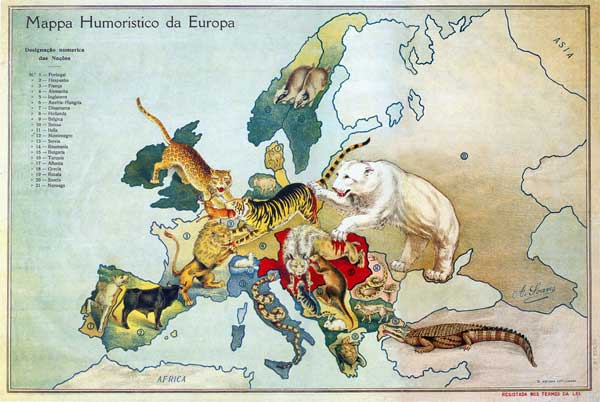 Mappa Humoristico da Europa
Designação numerica
das Nações
N.º 1 — Portugal
" 2 — Hespanha
" 3 — França
" 4 — Allemanha
" 5 — Inglaterra
" 6 — Austria-Hungria
" 7 — Dinamarca
" 8 — Hollanda
" 9 — Belgica
" 10 — Suissa
" 11 — Italia
" 12 — Montenegro
" 13 — Servia
" 14 — Roumania
" 15 — Bulgaria
" 16 — Turquia
" 17 — Albania
" 18 — Grecia
" 19 — Russia
" 20 — Suecia
" 21 — Noruega
ASIA
A. Soares
AFRICA
REGISTADA NOS TERMOS DA LEI